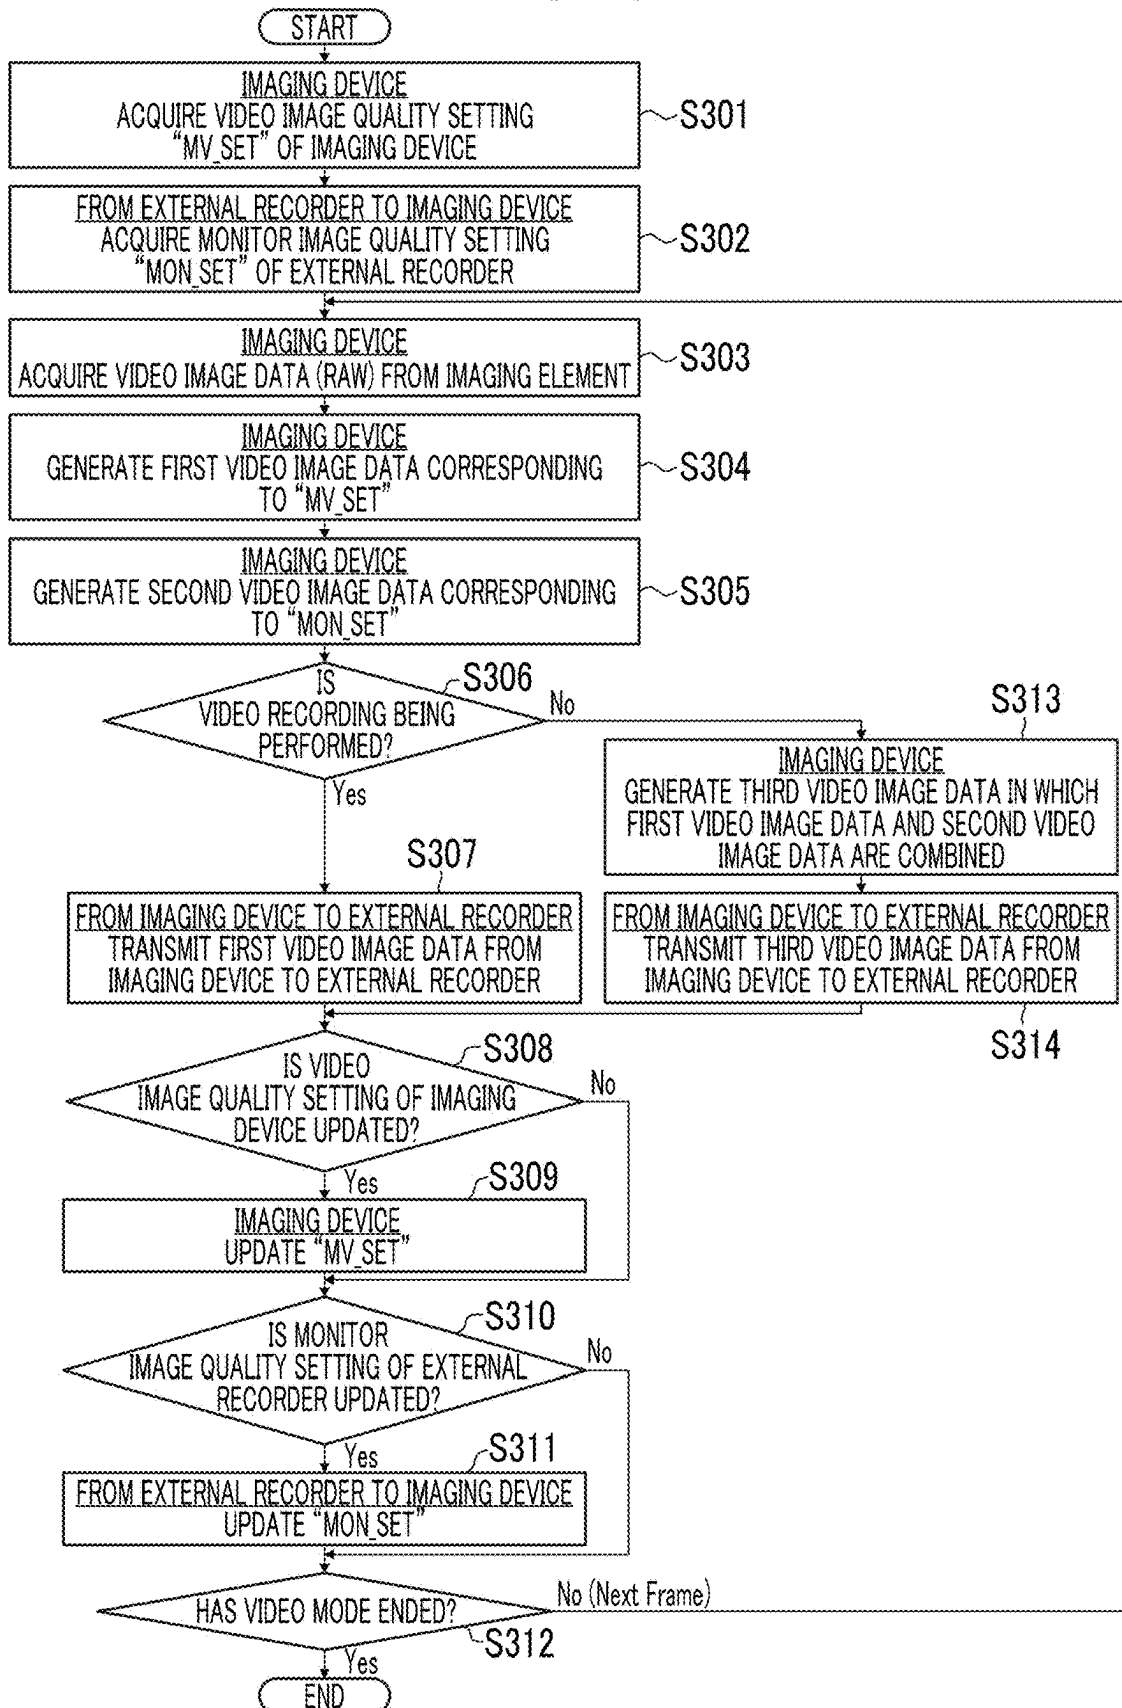 START
IMAGING DEVICE
ACQUIRE VIDEO IMAGE QUALITY SETTING
“MV_SET” OF IMAGING DEVICE
S301
FROM EXTERNAL RECORDER TO IMAGING DEVICE
ACQUIRE MONITOR IMAGE QUALITY SETTING
“MON_SET” OF EXTERNAL RECORDER
S302
IMAGING DEVICE
ACQUIRE VIDEO IMAGE DATA (RAW) FROM IMAGING ELEMENT
S303
IMAGING DEVICE
GENERATE FIRST VIDEO IMAGE DATA CORRESPONDING
TO “MV_SET”
S304
IMAGING DEVICE
GENERATE SECOND VIDEO IMAGE DATA CORRESPONDING
TO “MON_SET”
S305
S306
IS
VIDEO RECORDING BEING
PERFORMED?
No
Yes
S313
IMAGING DEVICE
GENERATE THIRD VIDEO IMAGE DATA IN WHICH
FIRST VIDEO IMAGE DATA AND SECOND VIDEO
IMAGE DATA ARE COMBINED
S307
FROM IMAGING DEVICE TO EXTERNAL RECORDER
TRANSMIT FIRST VIDEO IMAGE DATA FROM
IMAGING DEVICE TO EXTERNAL RECORDER
FROM IMAGING DEVICE TO EXTERNAL RECORDER
TRANSMIT THIRD VIDEO IMAGE DATA FROM
IMAGING DEVICE TO EXTERNAL RECORDER
S314
S308
IS VIDEO
IMAGE QUALITY SETTING OF IMAGING
DEVICE UPDATED?
No
Yes
S309
IMAGING DEVICE
UPDATE “MV_SET”
S310
IS MONITOR
IMAGE QUALITY SETTING OF EXTERNAL
RECORDER UPDATED?
No
Yes
S311
FROM EXTERNAL RECORDER TO IMAGING DEVICE
UPDATE “MON_SET”
HAS VIDEO MODE ENDED?
No (Next Frame)
S312
Yes
END